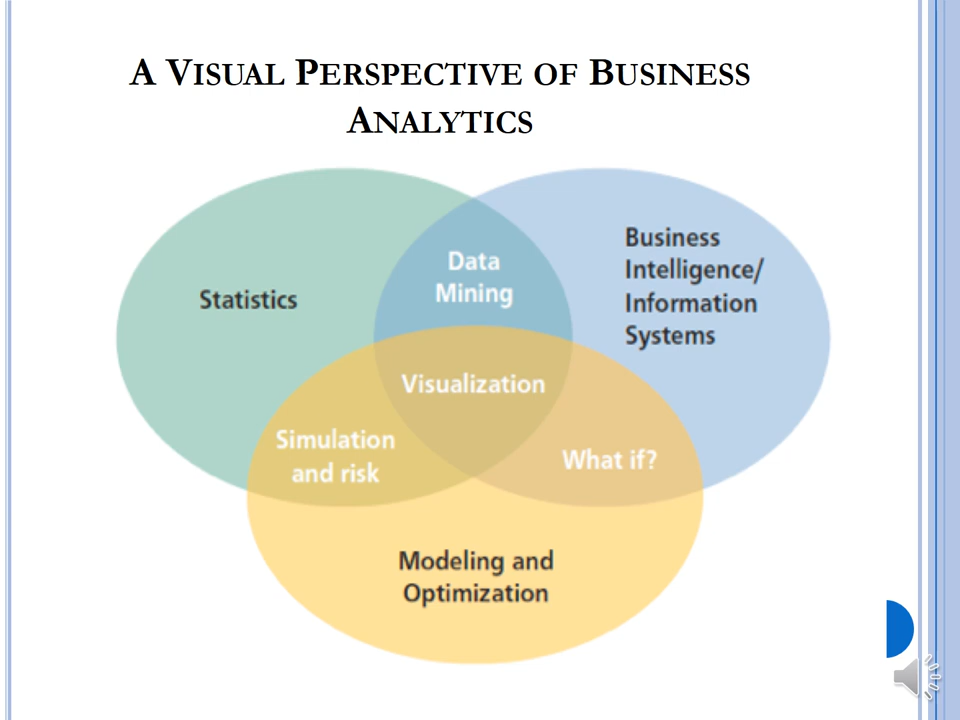 A VISUAL PERSPECTIVE OF BUSINESS
ANALYTICS
Statistics
Data
Mining
Business
Intelligence/
Information
Systems
Visualization
Simulation
and risk
What if?
Modeling and
Optimization